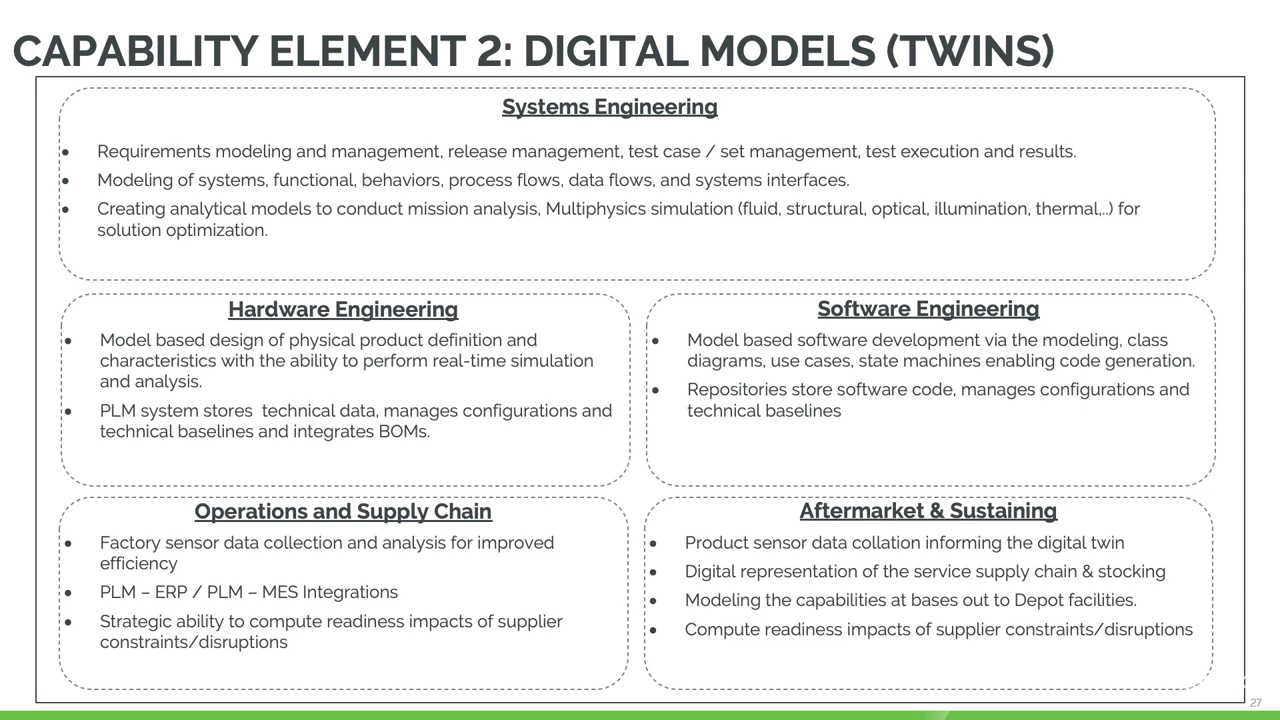 CAPABILITY ELEMENT 2: DIGITAL MODELS (TWINS)
Systems Engineering
● Requirements modeling and management, release management, test case / set management, test execution and results.
● Modeling of systems, functional, behaviors, process flows, data flows, and systems interfaces.
● Creating analytical models to conduct mission analysis, Multiphysics simulation (fluid, structural, optical, illumination, thermal,..) for
solution optimization.
Hardware Engineering
● Model based design of physical product definition and
characteristics with the ability to perform real-time simulation
and analysis.
● PLM system stores  technical data, manages configurations and
technical baselines and integrates BOMs.
Software Engineering
● Model based software development via the modeling, class
diagrams, use cases, state machines enabling code generation.
● Repositories store software code, manages configurations and
technical baselines
Operations and Supply Chain
● Factory sensor data collection and analysis for improved
efficiency
● PLM – ERP / PLM – MES Integrations
● Strategic ability to compute readiness impacts of supplier
constraints/disruptions
Aftermarket & Sustaining
● Product sensor data collation informing the digital twin
● Digital representation of the service supply chain & stocking
● Modeling the capabilities at bases out to Depot facilities.
● Compute readiness impacts of supplier constraints/disruptions
27